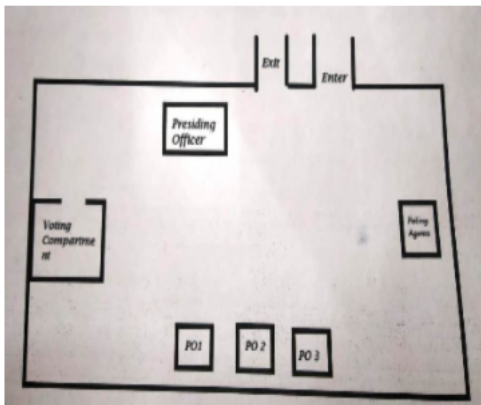 Exit
Enter
Presiding
Officer
Voting
Compartme
nt
Polling
Agents
PO1
PO 2
PO 3